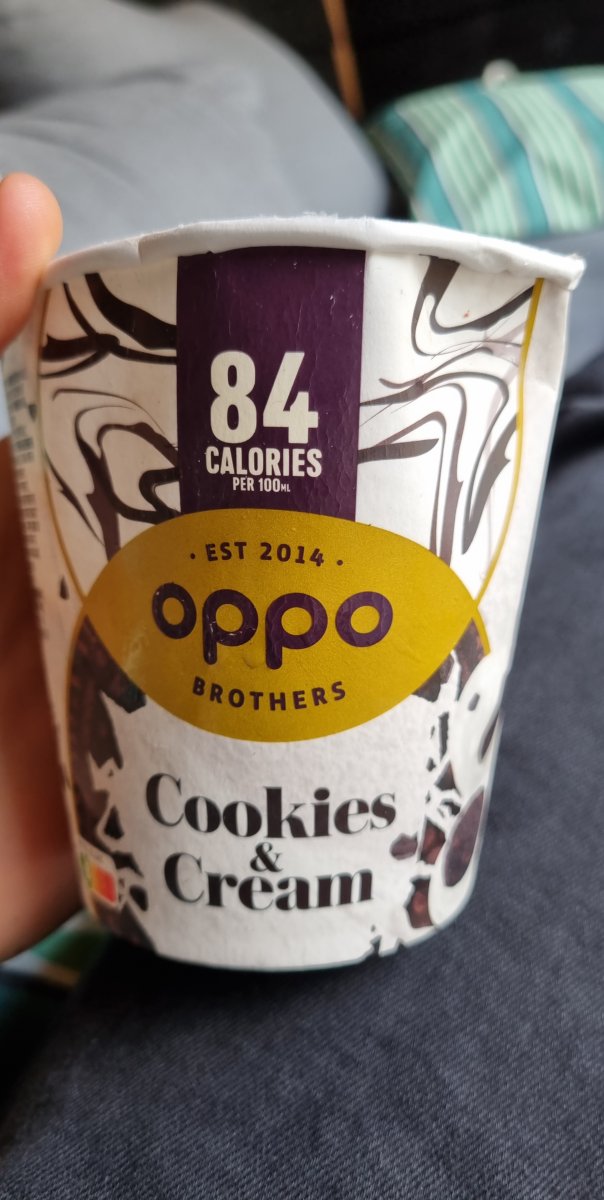 84
CALORIES
PER 100ML
· EST 2014 ·
oppo
BROTHERS
Cookies
&
Cream